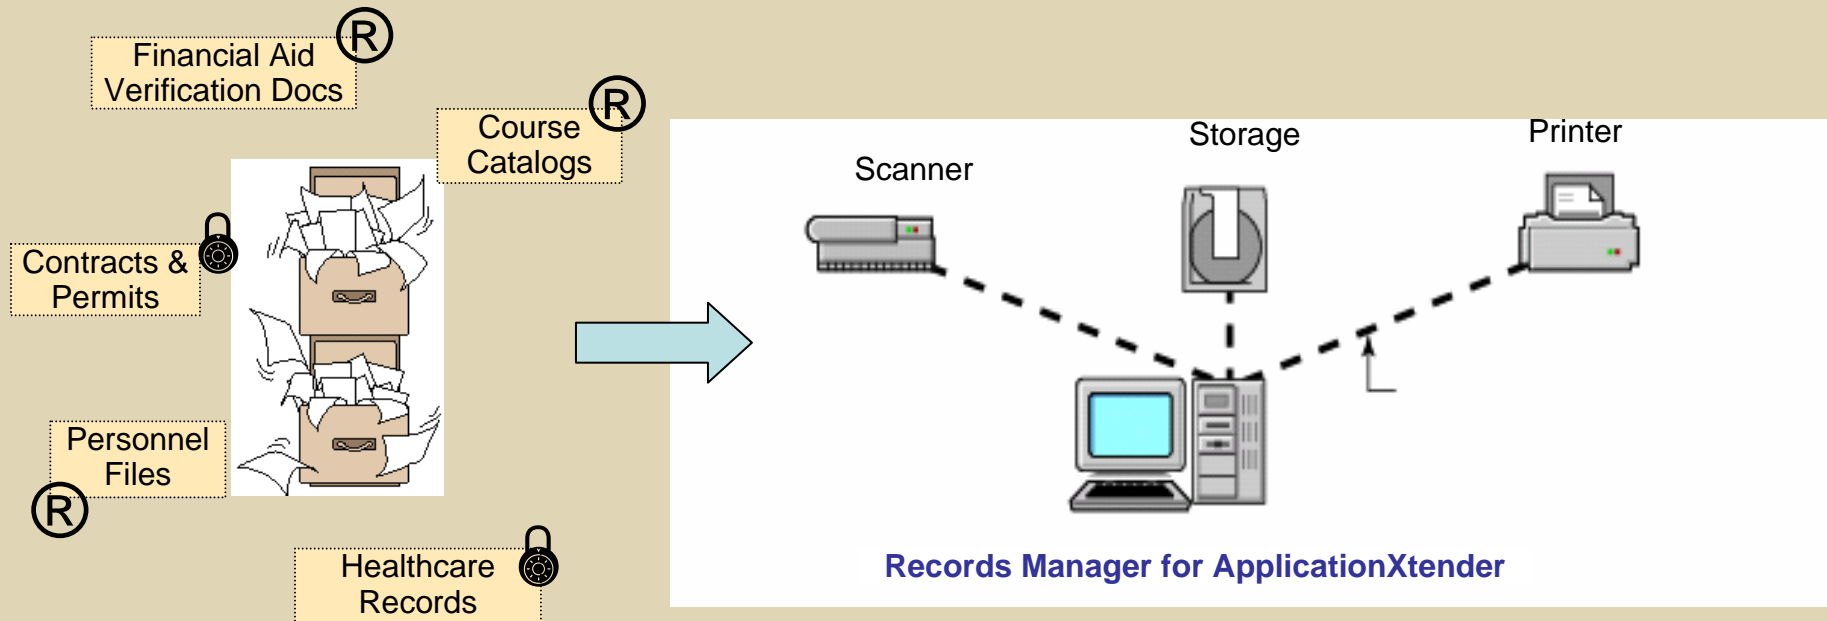 Financial Aid
Verification Docs
®
Course
Catalogs
®
Contracts &
Permits
Personnel
Files
®
Healthcare
Records
Scanner
Storage
Printer
Records Manager for ApplicationXtender